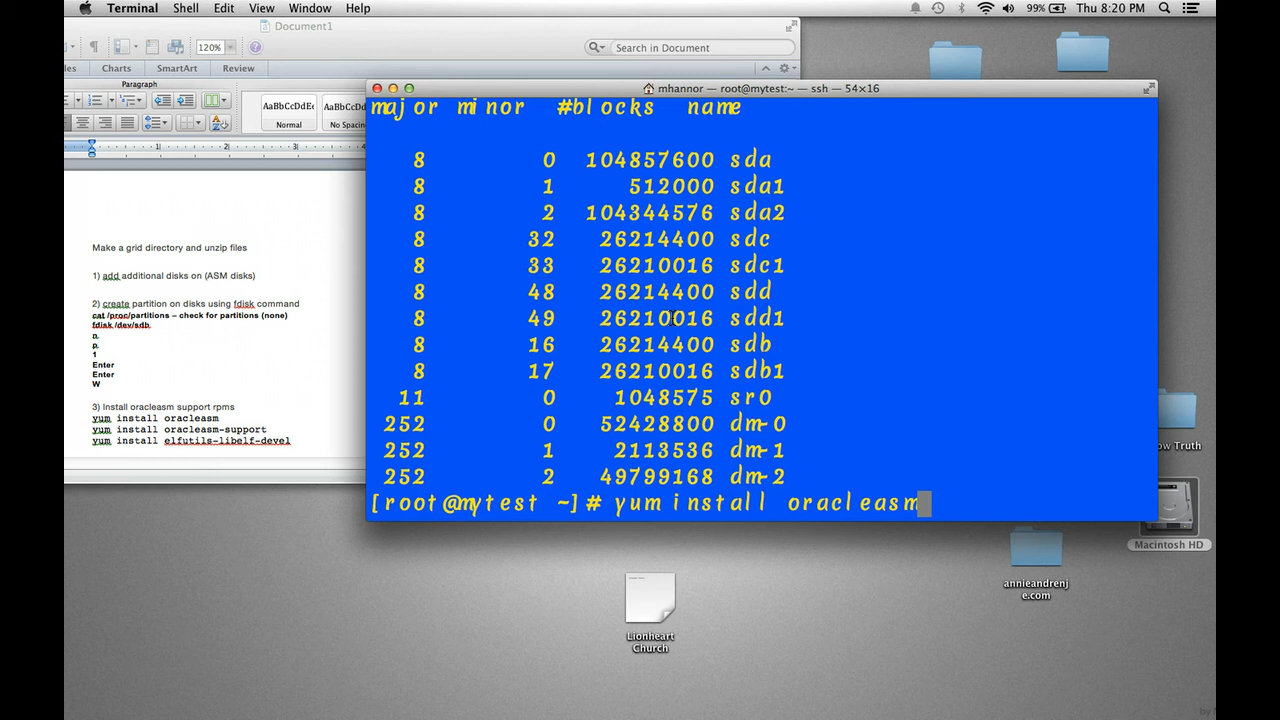 Terminal Shell Edit View Window Help 99% Thu 8:20 PM
Document1
120% Search in Document
Charts SmartArt Review
Paragraph
AaBbCcDdE AaBbCcDd
Normal No Spacin
Make a grid directory and unzip files
1) add additional disks on (ASM disks)
2) create partition on disks using fdisk command
cat /proc/partitions – check for partitions (none)
fdisk /dev/sdb
n
p
1
Enter
Enter
W
3) Install oracleasm support rpms
yum install oracleasm
yum install oracleasm-support
yum install elfutils-libelf-devel
mhannor — root@mytest:~ — ssh — 54×16
major minor #blocks name
8 0 104857600 sda
8 1 512000 sda1
8 2 104344576 sda2
8 32 26214400 sdc
8 33 26210016 sdc1
8 48 26214400 sdd
8 49 26210016 sdd1
8 16 26214400 sdb
8 17 26210016 sdb1
11 0 1048575 sr0
252 0 52428800 dm-0
252 1 2113536 dm-1
252 2 49799168 dm-2
[root@mytest ~]# yum install oracleasm
ow Truth
Macintosh HD
annieandrenj
e.com
Lionheart
Church